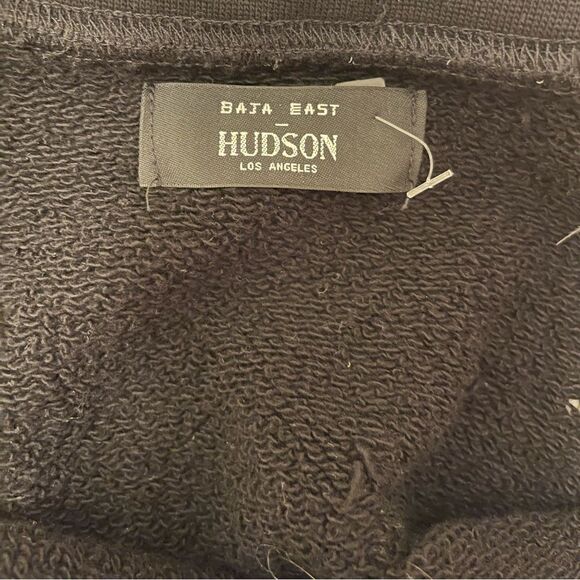 BAJA EAST
–
HUDSON
LOS ANGELES